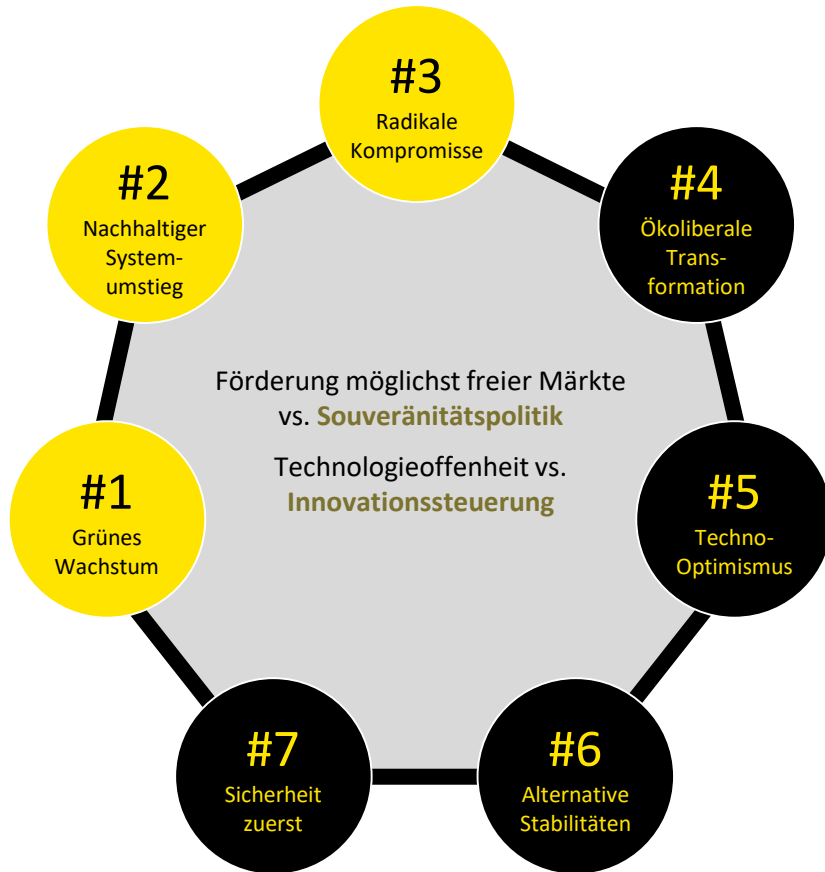 #3
Radikale
Kompromisse
#2
Nachhaltiger
System-
umstieg
#4
Ökoliberale
Trans-
formation
Förderung möglichst freier Märkte
vs. Souveränitätspolitik
Technologieoffenheit vs.
Innovationssteuerung
#1
Grünes
Wachstum
#5
Techno-
Optimismus
#7
Sicherheit
zuerst
#6
Alternative
Stabilitäten